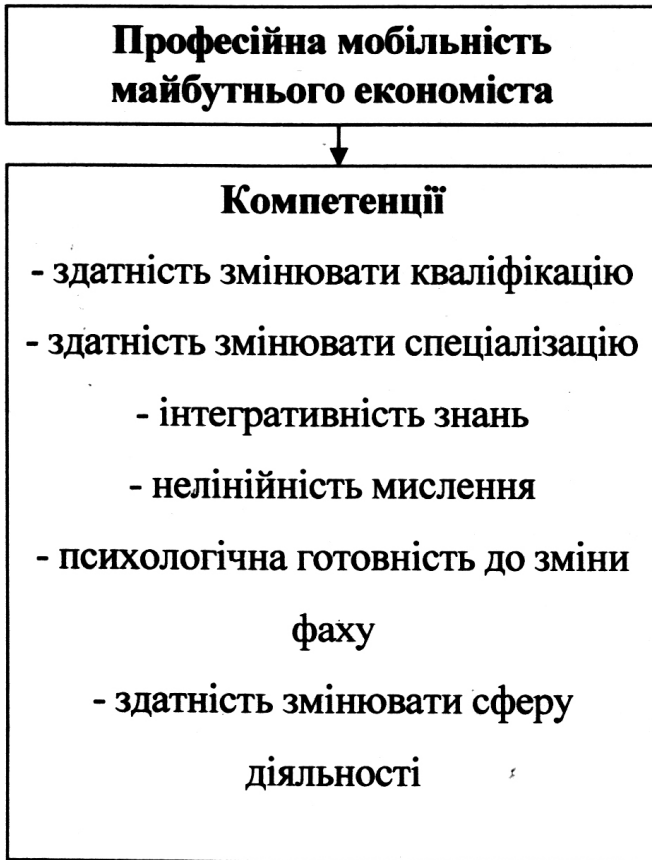 Професійна мобільність
майбутнього економіста
Компетенції
- здатність змінювати кваліфікацію
- здатність змінювати спеціалізацію
- інтегративність знань
- нелінійність мислення
- психологічна готовність до зміни
фаху
- здатність змінювати сферу
діяльності